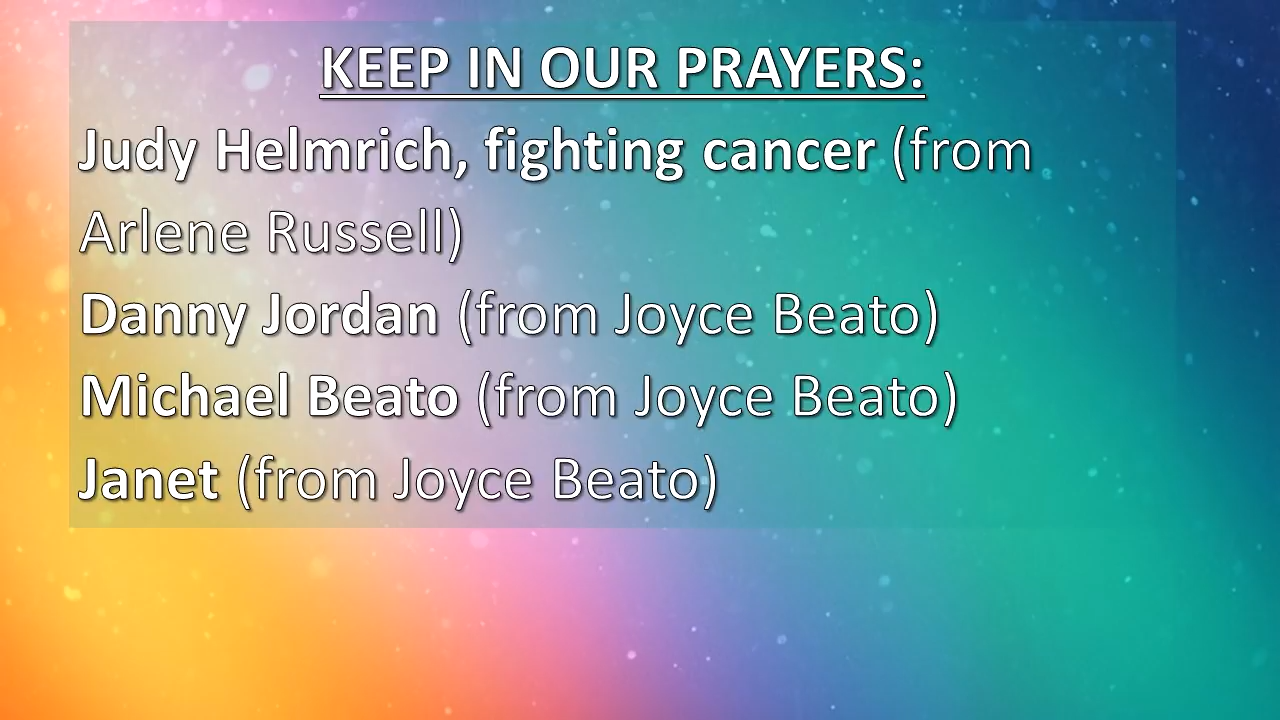 KEEP IN OUR PRAYERS:
Judy Helmrich, fighting cancer (from
Arlene Russell)
Danny Jordan (from Joyce Beato)
Michael Beato (from Joyce Beato)
Janet (from Joyce Beato)